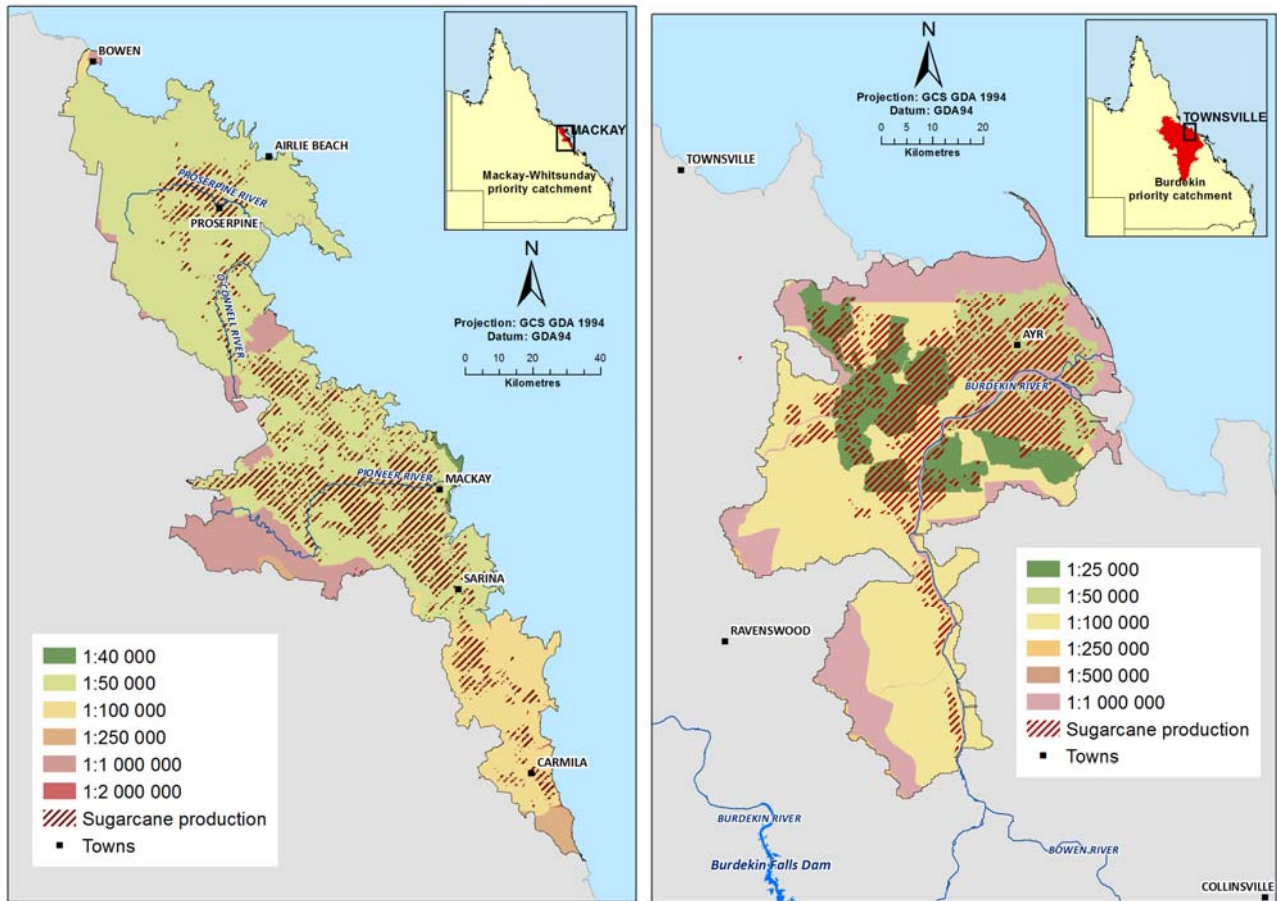 BOWEN
AIRLIE BEACH
PROSERPINE RIVER
PROSERPINE
O'CONNELL RIVER
MACKAY
Mackay-Whitsunday
priority catchment
N
Projection: GCS GDA 1994
Datum: GDA94
0 10 20 40
Kilometres
PIONEER RIVER
MACKAY
SARINA
CARMILA
1:40 000
1:50 000
1:100 000
1:250 000
1:1 000 000
1:2 000 000
Sugarcane production
Towns
N
Projection: GCS GDA 1994
Datum: GDA94
0 5 10 20
Kilometres
TOWNSVILLE
Burdekin
priority catchment
TOWNSVILLE
AYR
BURDEKIN RIVER
RAVENSWOOD
1:25 000
1:50 000
1:100 000
1:250 000
1:500 000
1:1 000 000
Sugarcane production
Towns
BURDEKIN RIVER
Burdekin Falls Dam
BOWEN RIVER
COLLINSVILLE